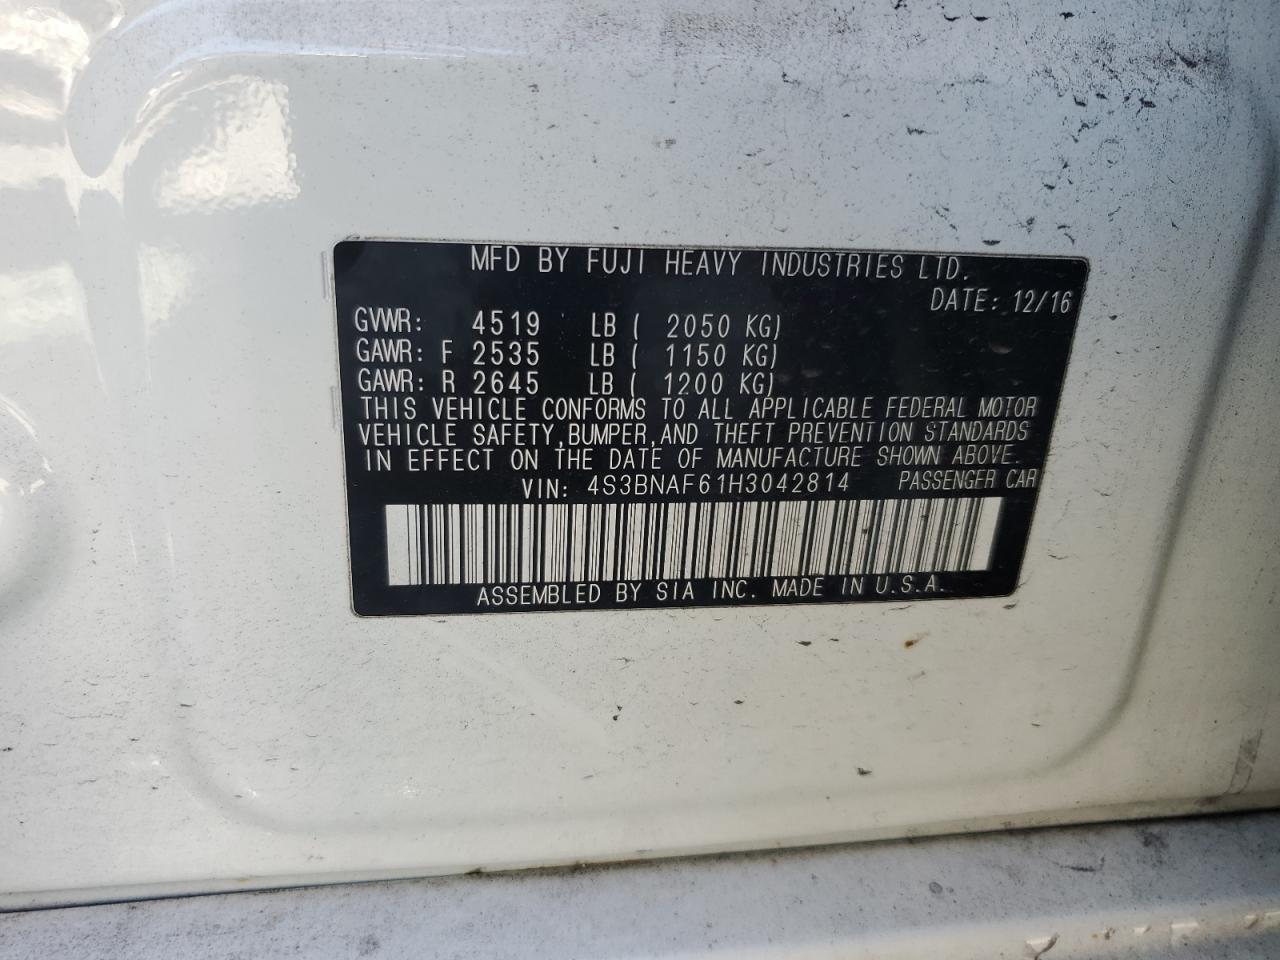 MFD BY FUJI HEAVY INDUSTRIES LTD.
DATE: 12/16
GVWR: 4519 LB ( 2050 KG)
GAWR: F 2535 LB ( 1150 KG)
GAWR: R 2645 LB ( 1200 KG)
THIS VEHICLE CONFORMS TO ALL APPLICABLE FEDERAL MOTOR
VEHICLE SAFETY, BUMPER, AND THEFT PREVENTION STANDARDS
IN EFFECT ON THE DATE OF MANUFACTURE SHOWN ABOVE.
VIN: 4S3BNAF61H3042814 PASSENGER CAR
ASSEMBLED BY SIA INC. MADE IN U.S.A.